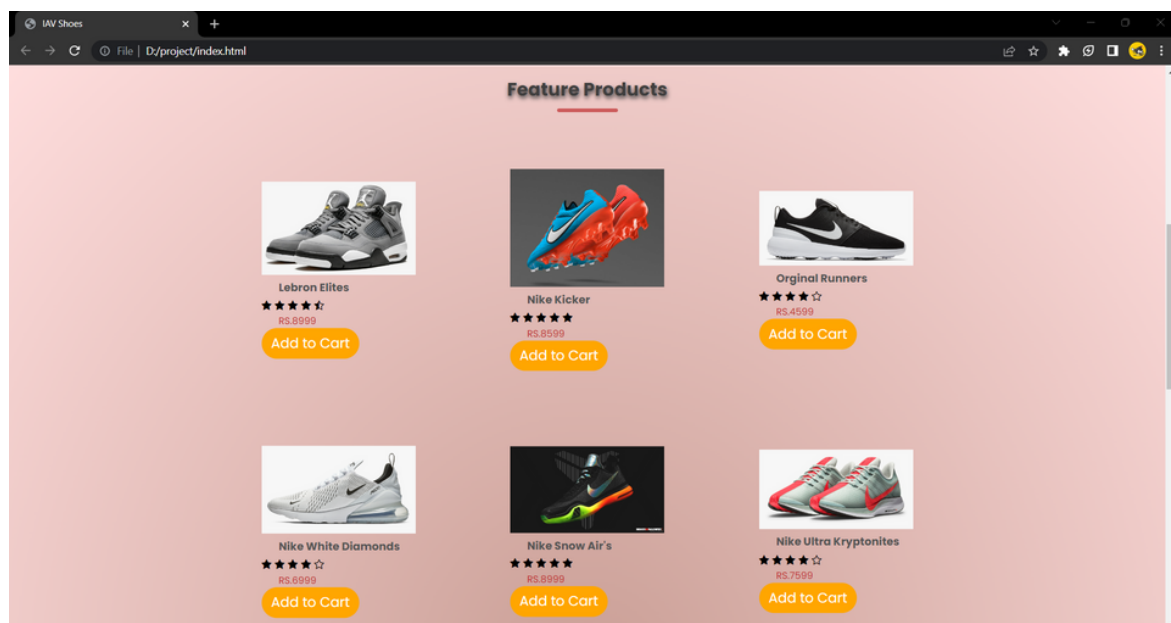 IAV Shoes
File | D:/project/index.html
Feature Products
Lebron Elites
RS.8999
Add to Cart
Nike Kicker
RS.8599
Add to Cart
Orginal Runners
RS.4599
Add to Cart
Nike White Diamonds
RS.6999
Add to Cart
Nike Snow Air's
RS.8999
Add to Cart
Nike Ultra Kryptonites
RS.7599
Add to Cart